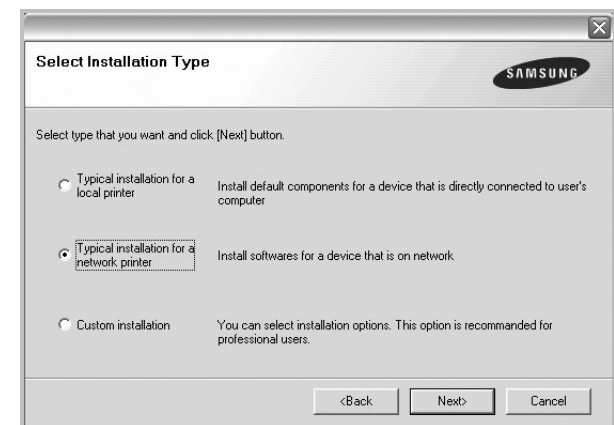 Select Installation Type
SAMSUNG
Select type that you want and click [Next] button.
Typical installation for a
local printer
Install default components for a device that is directly connected to user's
computer
Typical installation for a
network printer
Install softwares for a device that is on network
Custom installation
You can select installation options. This option is recommanded for
professional users.
<Back
Next>
Cancel